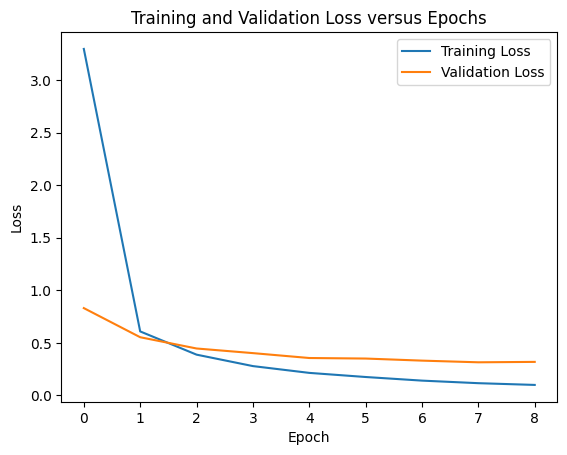 Training and Validation Loss versus Epochs
Training Loss
Validation Loss
3.0
2.5
2.0
1.5
1.0
0.5
0.0
Loss
0 1 2 3 4 5 6 7 8
Epoch